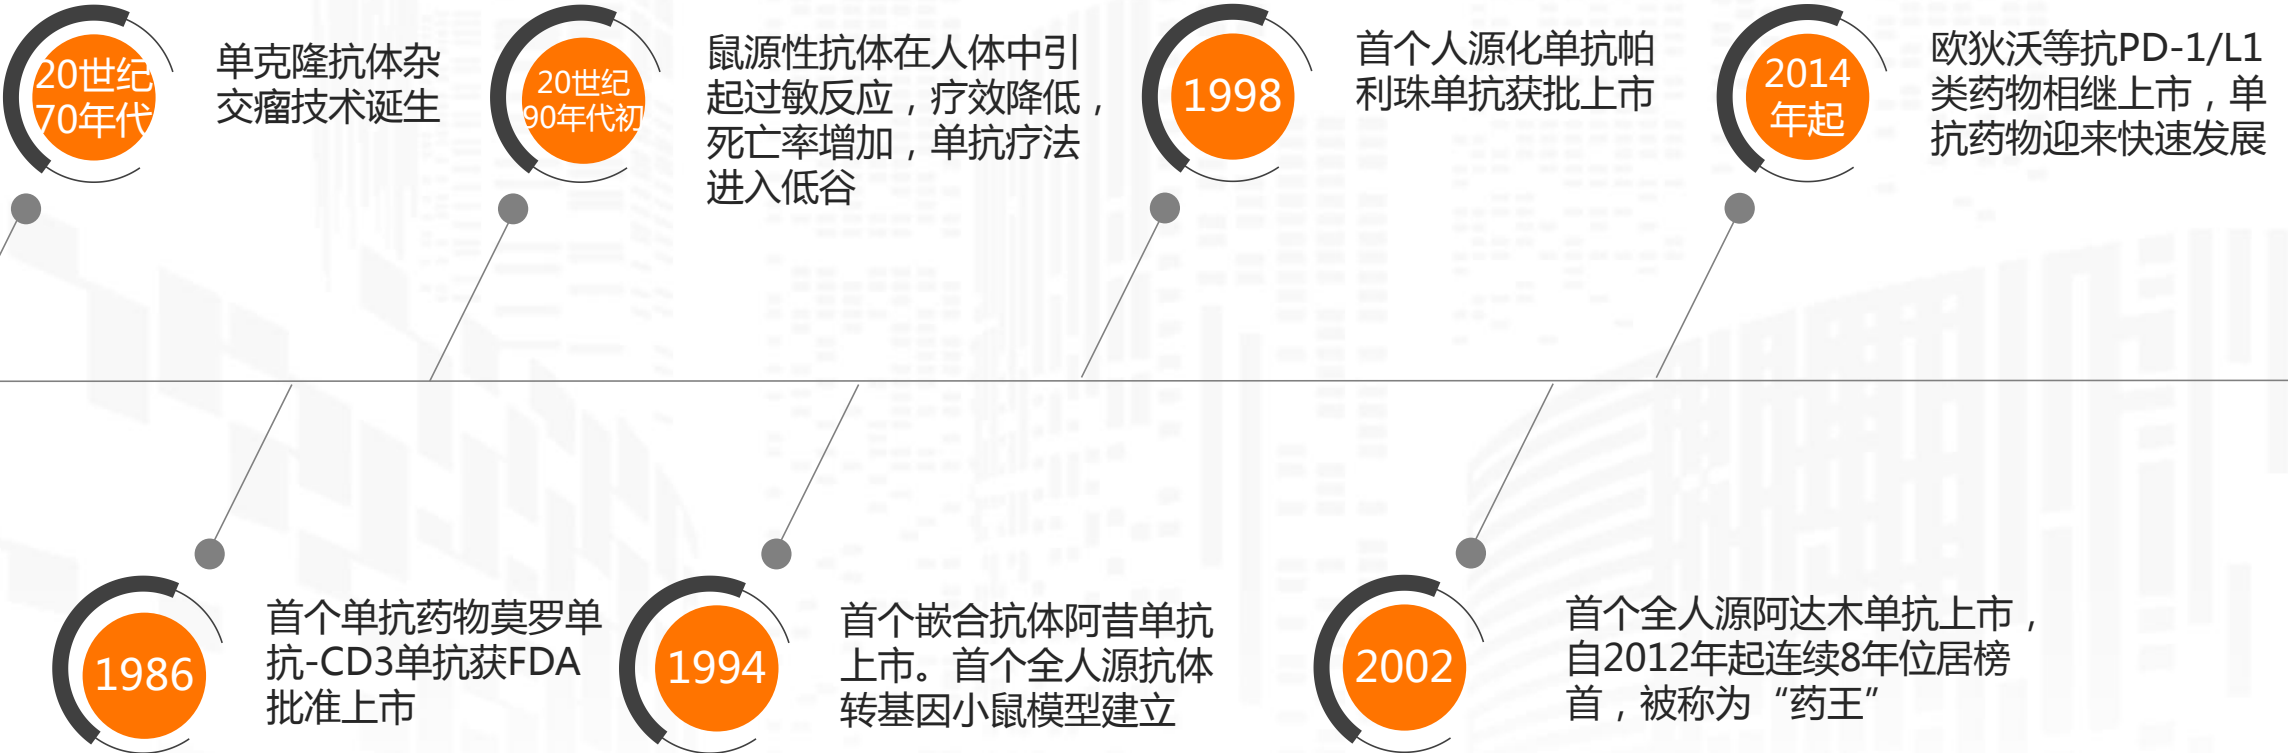 20世纪
70年代
单克隆抗体杂
交瘤技术诞生
20世纪
90年代初
鼠源性抗体在人体中引
起过敏反应，疗效降低，
死亡率增加，单抗疗法
进入低谷
1998
首个人源化单抗帕
利珠单抗获批上市
2014
年起
欧狄沃等抗PD-1/L1
类药物相继上市，单
抗药物迎来快速发展
1986
首个单抗药物莫罗单
抗-CD3单抗获FDA
批准上市
1994
首个嵌合抗体阿昔单抗
上市。首个全人源抗体
转基因小鼠模型建立
2002
首个全人源阿达木单抗上市，
自2012年起连续8年位居榜
首，被称为“药王”